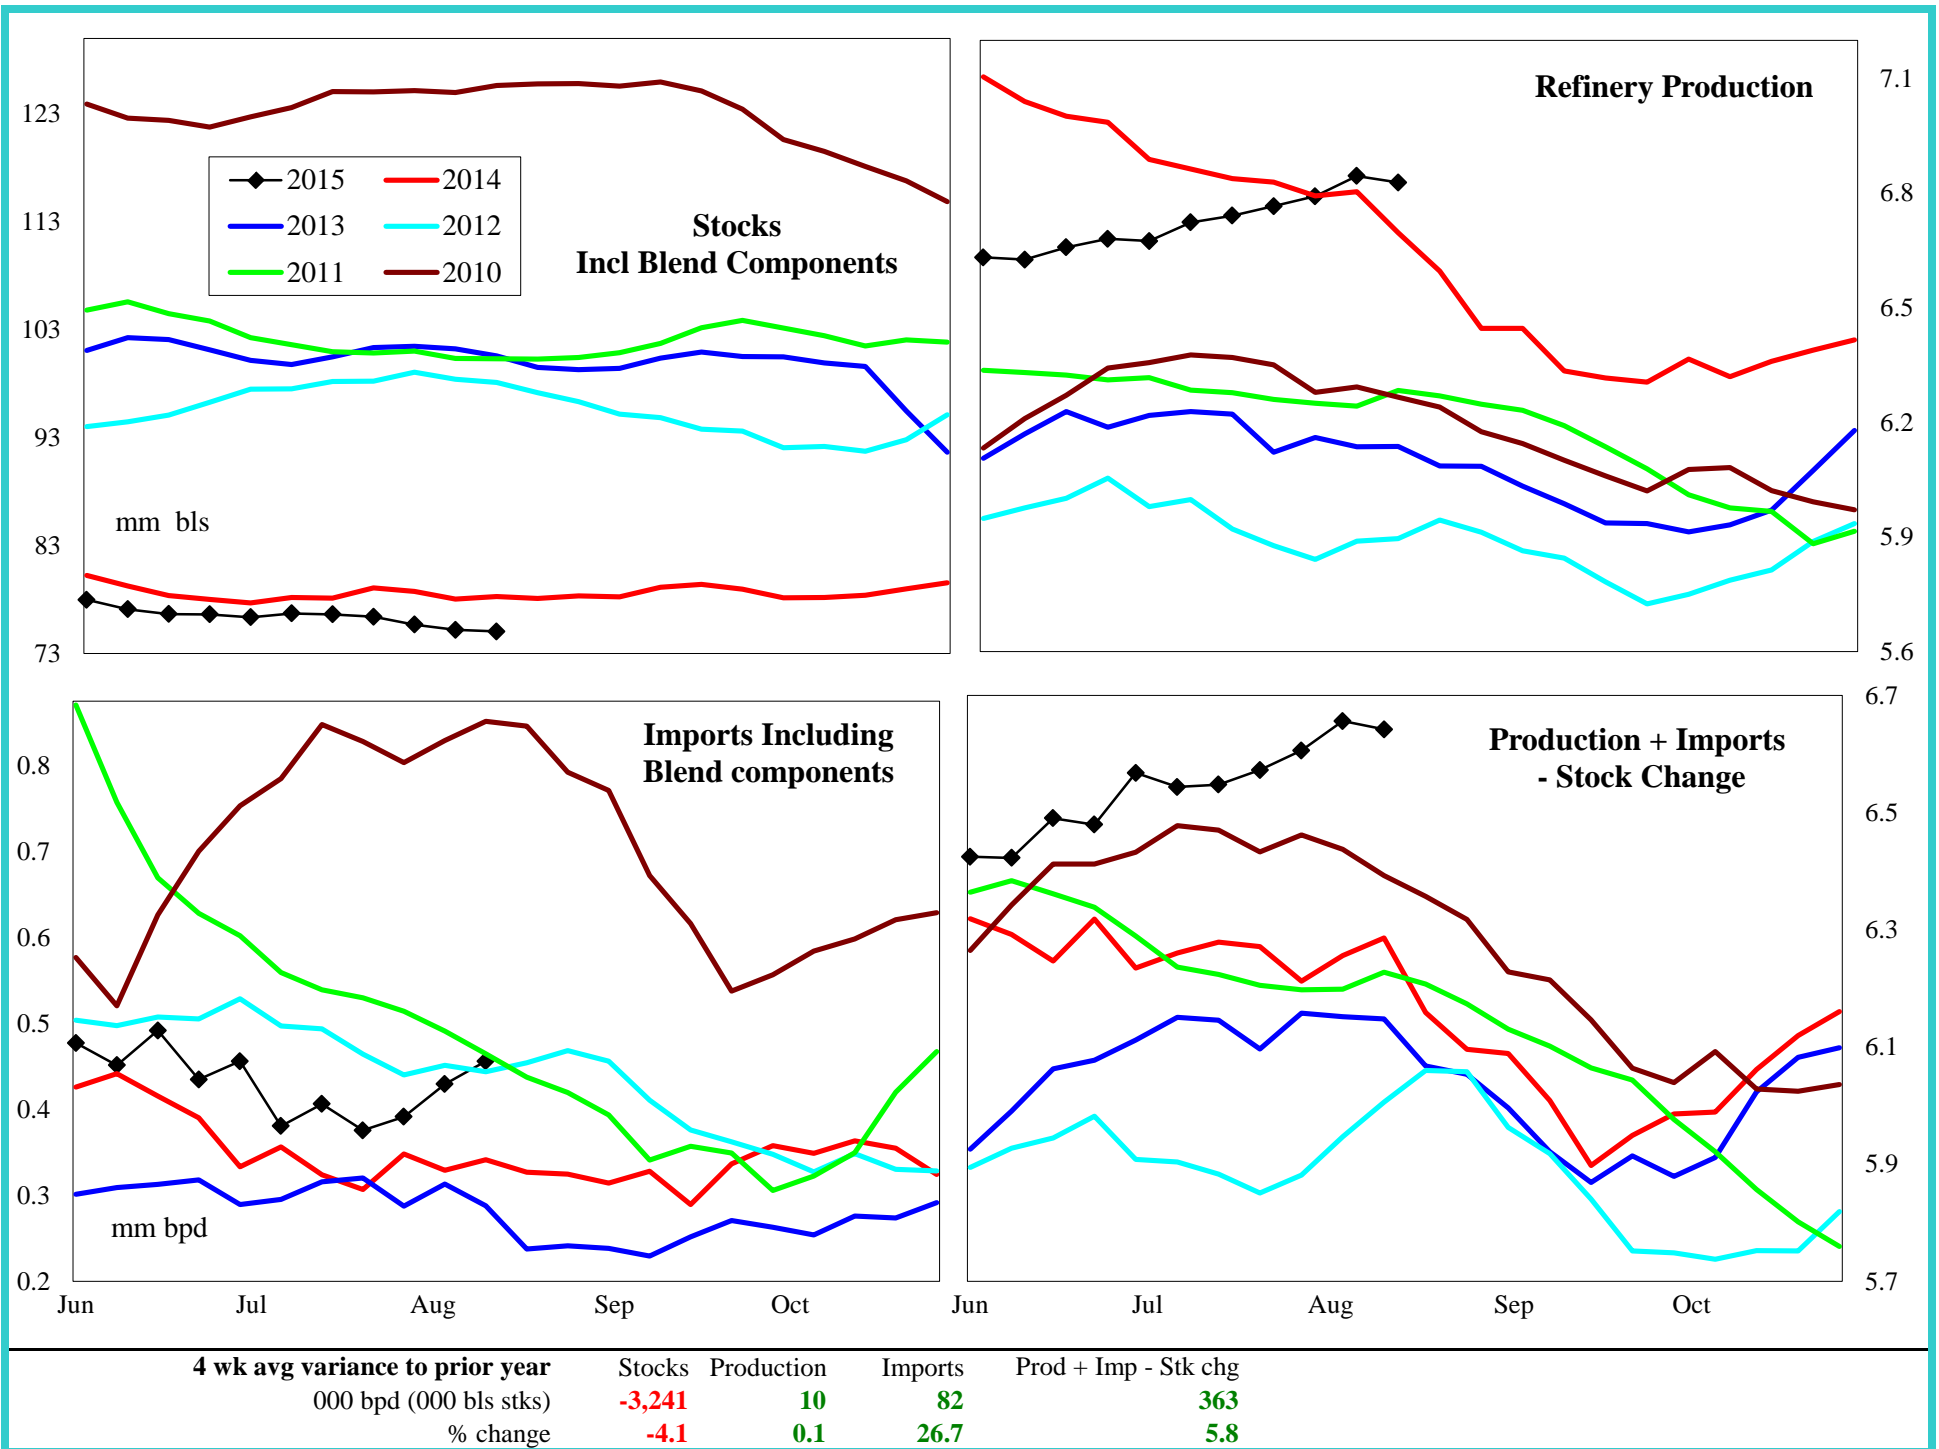 123
113
103
93
83
73
2015
2014
2013
2012
2011
2010
Stocks
Incl Blend Components
mm bls
Refinery Production
7.1
6.8
6.5
6.2
5.9
5.6
0.8
0.7
0.6
0.5
0.4
0.3
0.2
Imports Including
Blend components
mm bpd
Jun Jul Aug Sep Oct
Production + Imports
- Stock Change
6.7
6.5
6.3
6.1
5.9
5.7
Jun Jul Aug Sep Oct
4 wk avg variance to prior year Stocks Production Imports Prod + Imp - Stk chg
000 bpd (000 bls stks) -3,241 10 82 363
% change -4.1 0.1 26.7 5.8